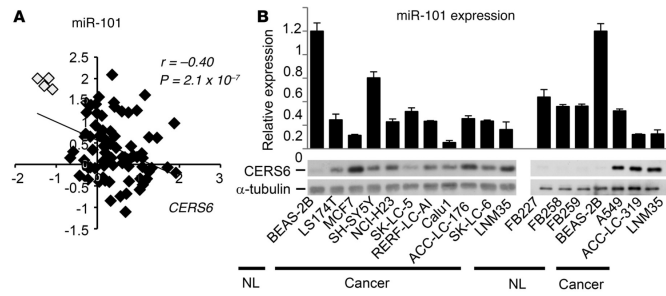 A
miR-101
r = –0.40
P = 2.1 x 10⁻⁷
2.5
2
1.5
1
0.5
0
-0.5
-1
-1.5
-2
-1
1
2
3
CERS6
B
miR-101 expression
Relative expression
1.2
0.8
0.6
0.4
0.2
0
CERS6
α-tubulin
BEAS-2B
LS174T
MCF7
SH-SY5Y
NCI-H23
SK-LC-5
RERF-LC-AI
Calu1
ACC-LC-176
SK-LC-6
LNM35
FB227
FB258
FB259
BEAS-2B
A549
ACC-LC-319
LNM35
NL
Cancer
NL
Cancer